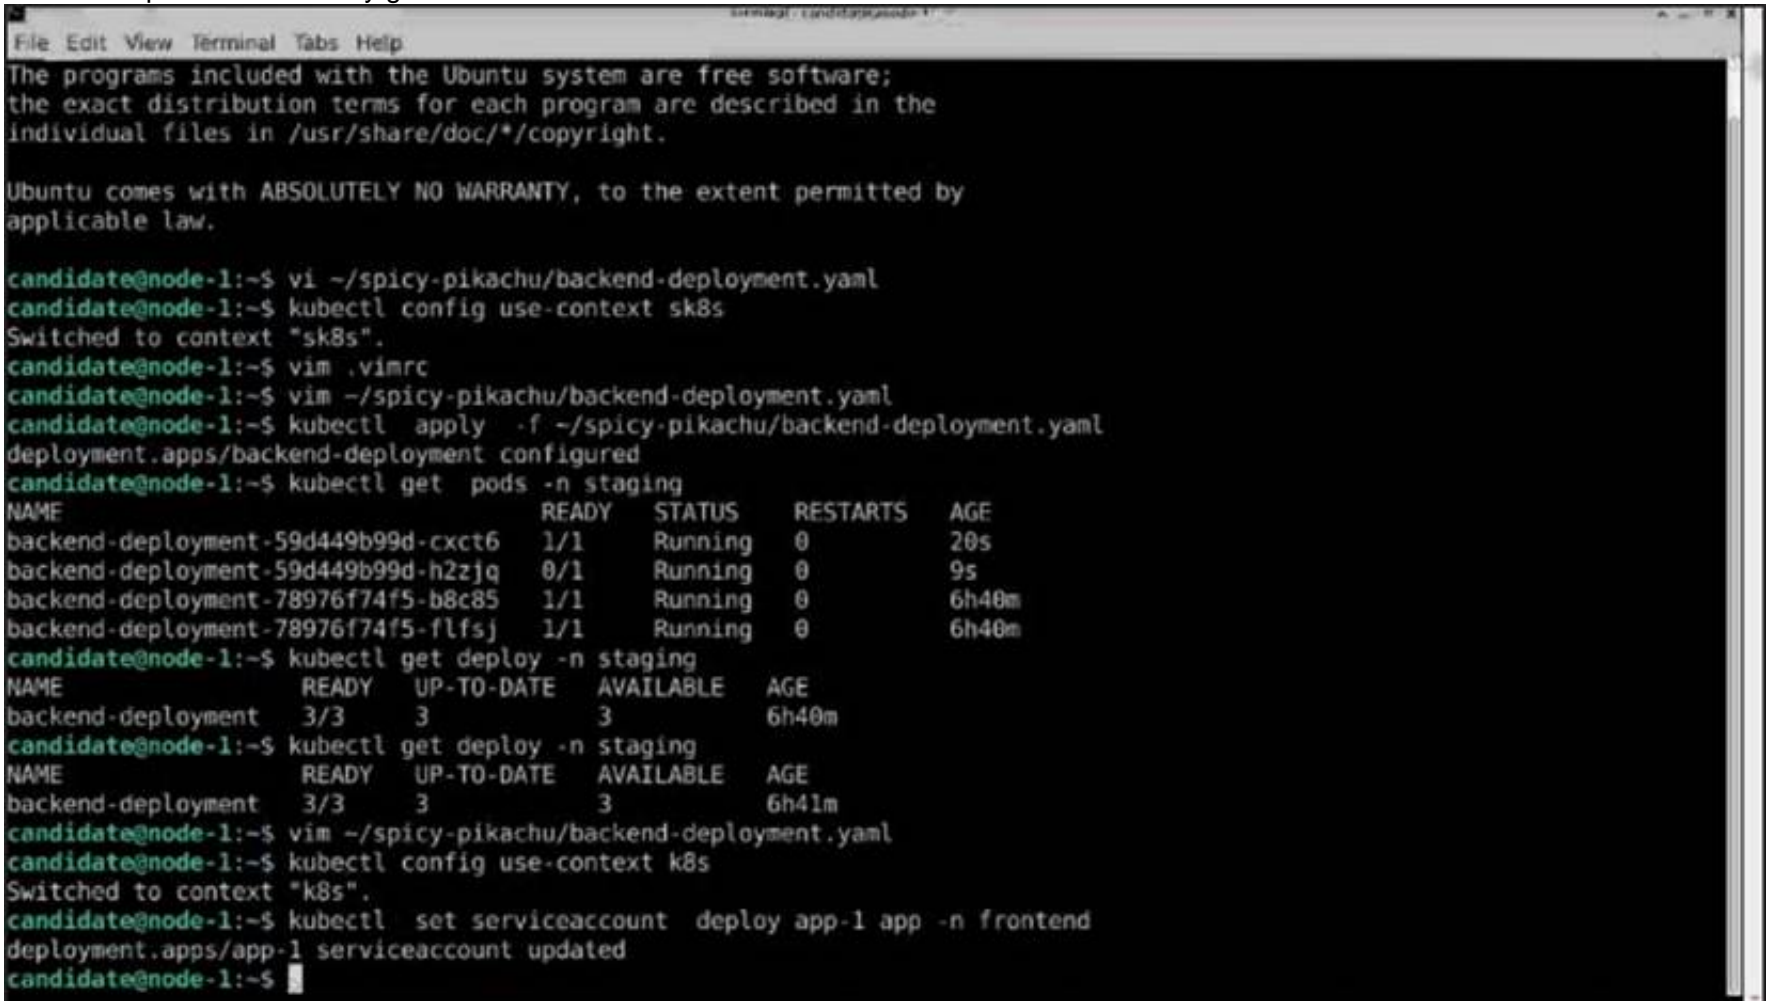 File Edit View Terminal Tabs Help
The programs included with the Ubuntu system are free software;
the exact distribution terms for each program are described in the
individual files in /usr/share/doc/*/copyright.
Ubuntu comes with ABSOLUTELY NO WARRANTY, to the extent permitted by
applicable law.
candidate@node-1:~$ vi ~/spicy-pikachu/backend-deployment.yaml
candidate@node-1:~$ kubectl config use-context sk8s
Switched to context "sk8s".
candidate@node-1:~$ vim .vimrc
candidate@node-1:~$ vim ~/spicy-pikachu/backend-deployment.yaml
candidate@node-1:~$ kubectl  apply  -f ~/spicy-pikachu/backend-deployment.yaml
deployment.apps/backend-deployment configured
candidate@node-1:~$ kubectl get  pods -n staging
NAME READY STATUS RESTARTS AGE
backend-deployment-59d449b99d-cxct6 1/1 Running 0 20s
backend-deployment-59d449b99d-h2zjq 0/1 Running 0 9s
backend-deployment-78976f74f5-b8c85 1/1 Running 0 6h40m
backend-deployment-78976f74f5-flfsj 1/1 Running 0 6h40m
candidate@node-1:~$ kubectl get deploy -n staging
NAME READY UP-TO-DATE AVAILABLE AGE
backend-deployment 3/3 3 3 6h40m
candidate@node-1:~$ kubectl get deploy -n staging
NAME READY UP-TO-DATE AVAILABLE AGE
backend-deployment 3/3 3 3 6h41m
candidate@node-1:~$ vim ~/spicy-pikachu/backend-deployment.yaml
candidate@node-1:~$ kubectl config use-context k8s
Switched to context "k8s".
candidate@node-1:~$ kubectl  set serviceaccount  deploy app-1 app -n frontend
deployment.apps/app-1 serviceaccount updated
candidate@node-1:~$